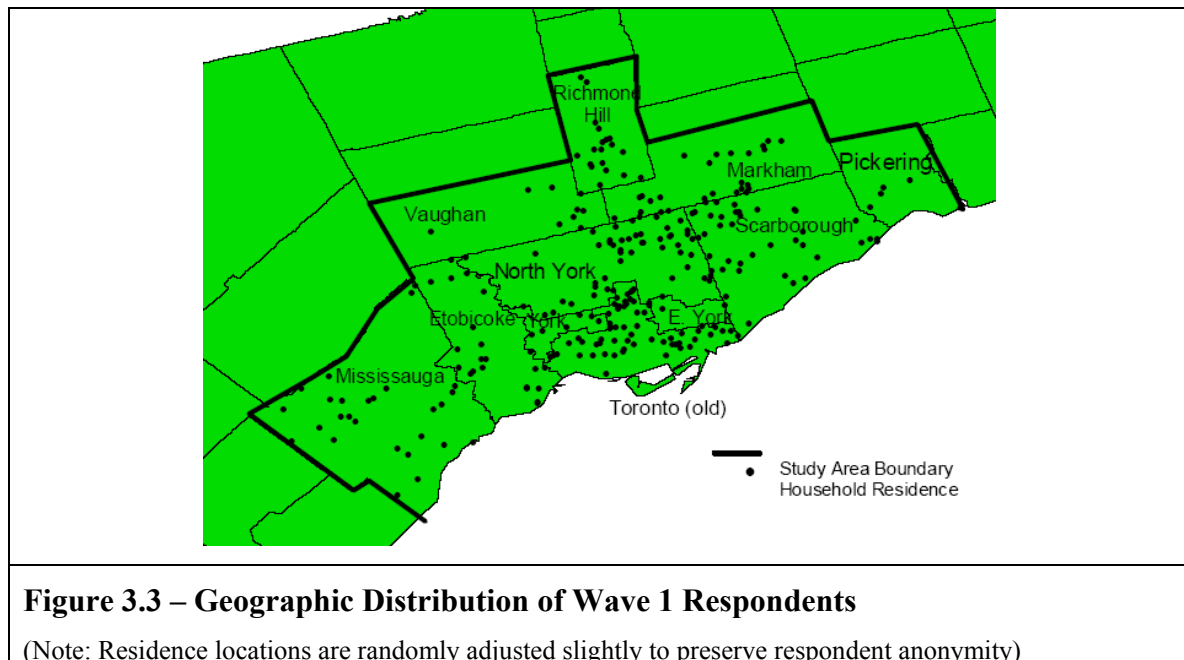 Richmond
Hill
Markham
Pickering
Vaughan
Scarborough
North York
Etobicoke
York
E. York
Mississauga
Toronto (old)
Study Area Boundary
Household Residence
Figure 3.3 – Geographic Distribution of Wave 1 Respondents
(Note: Residence locations are randomly adjusted slightly to preserve respondent anonymity)